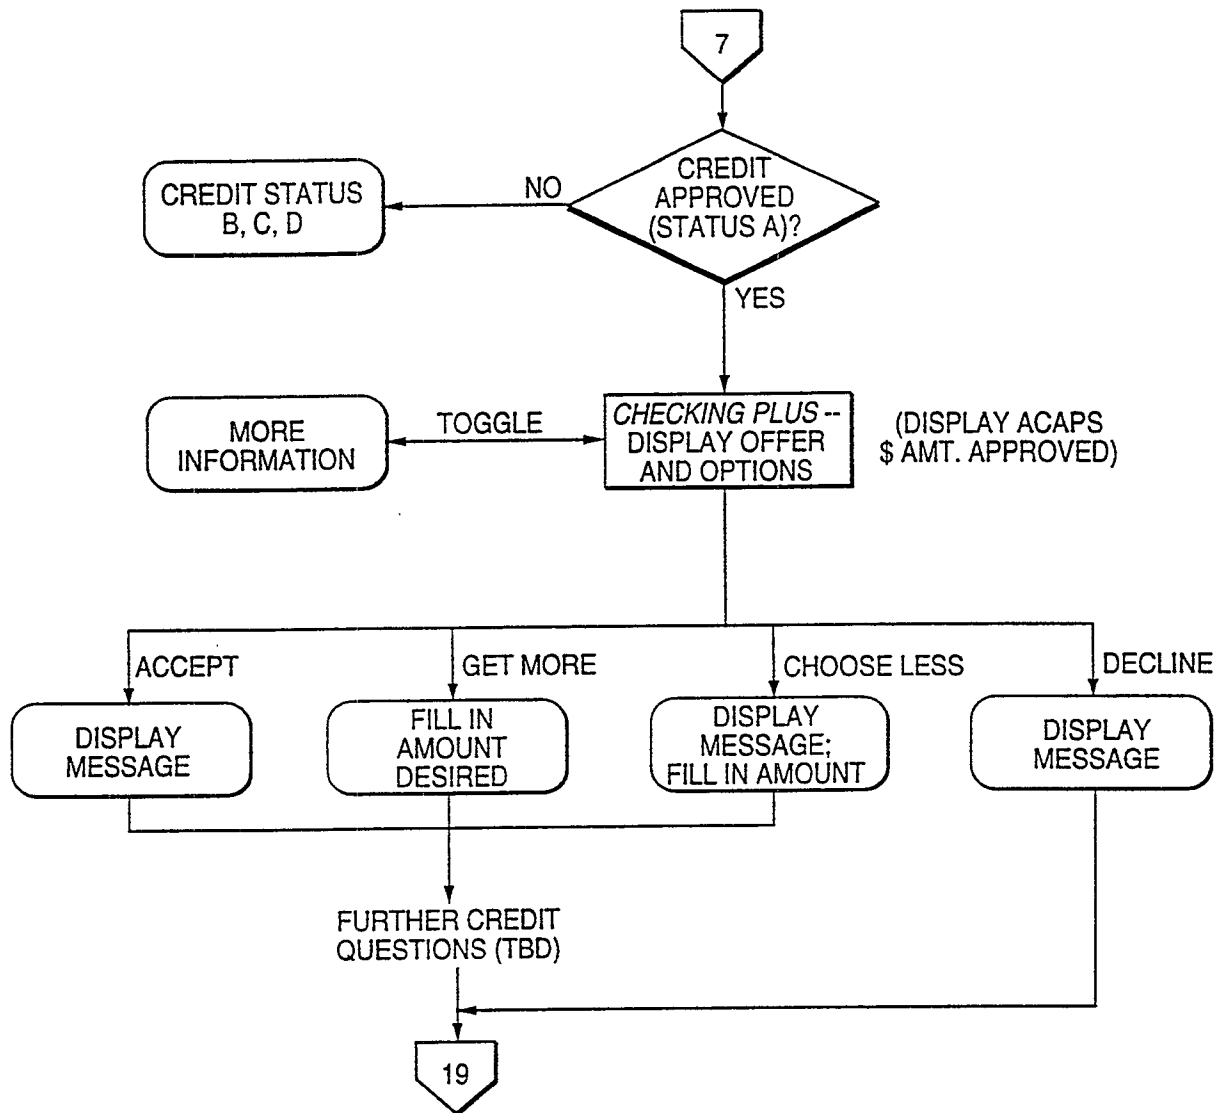 7
CREDIT
APPROVED
(STATUS A)?
NO
CREDIT STATUS
B, C, D
YES
MORE
INFORMATION
TOGGLE
CHECKING PLUS --
DISPLAY OFFER
AND OPTIONS
(DISPLAY ACAPS
$ AMT. APPROVED)
ACCEPT
GET MORE
CHOOSE LESS
DECLINE
DISPLAY
MESSAGE
FILL IN
AMOUNT
DESIRED
DISPLAY
MESSAGE;
FILL IN AMOUNT
DISPLAY
MESSAGE
FURTHER CREDIT
QUESTIONS (TBD)
19